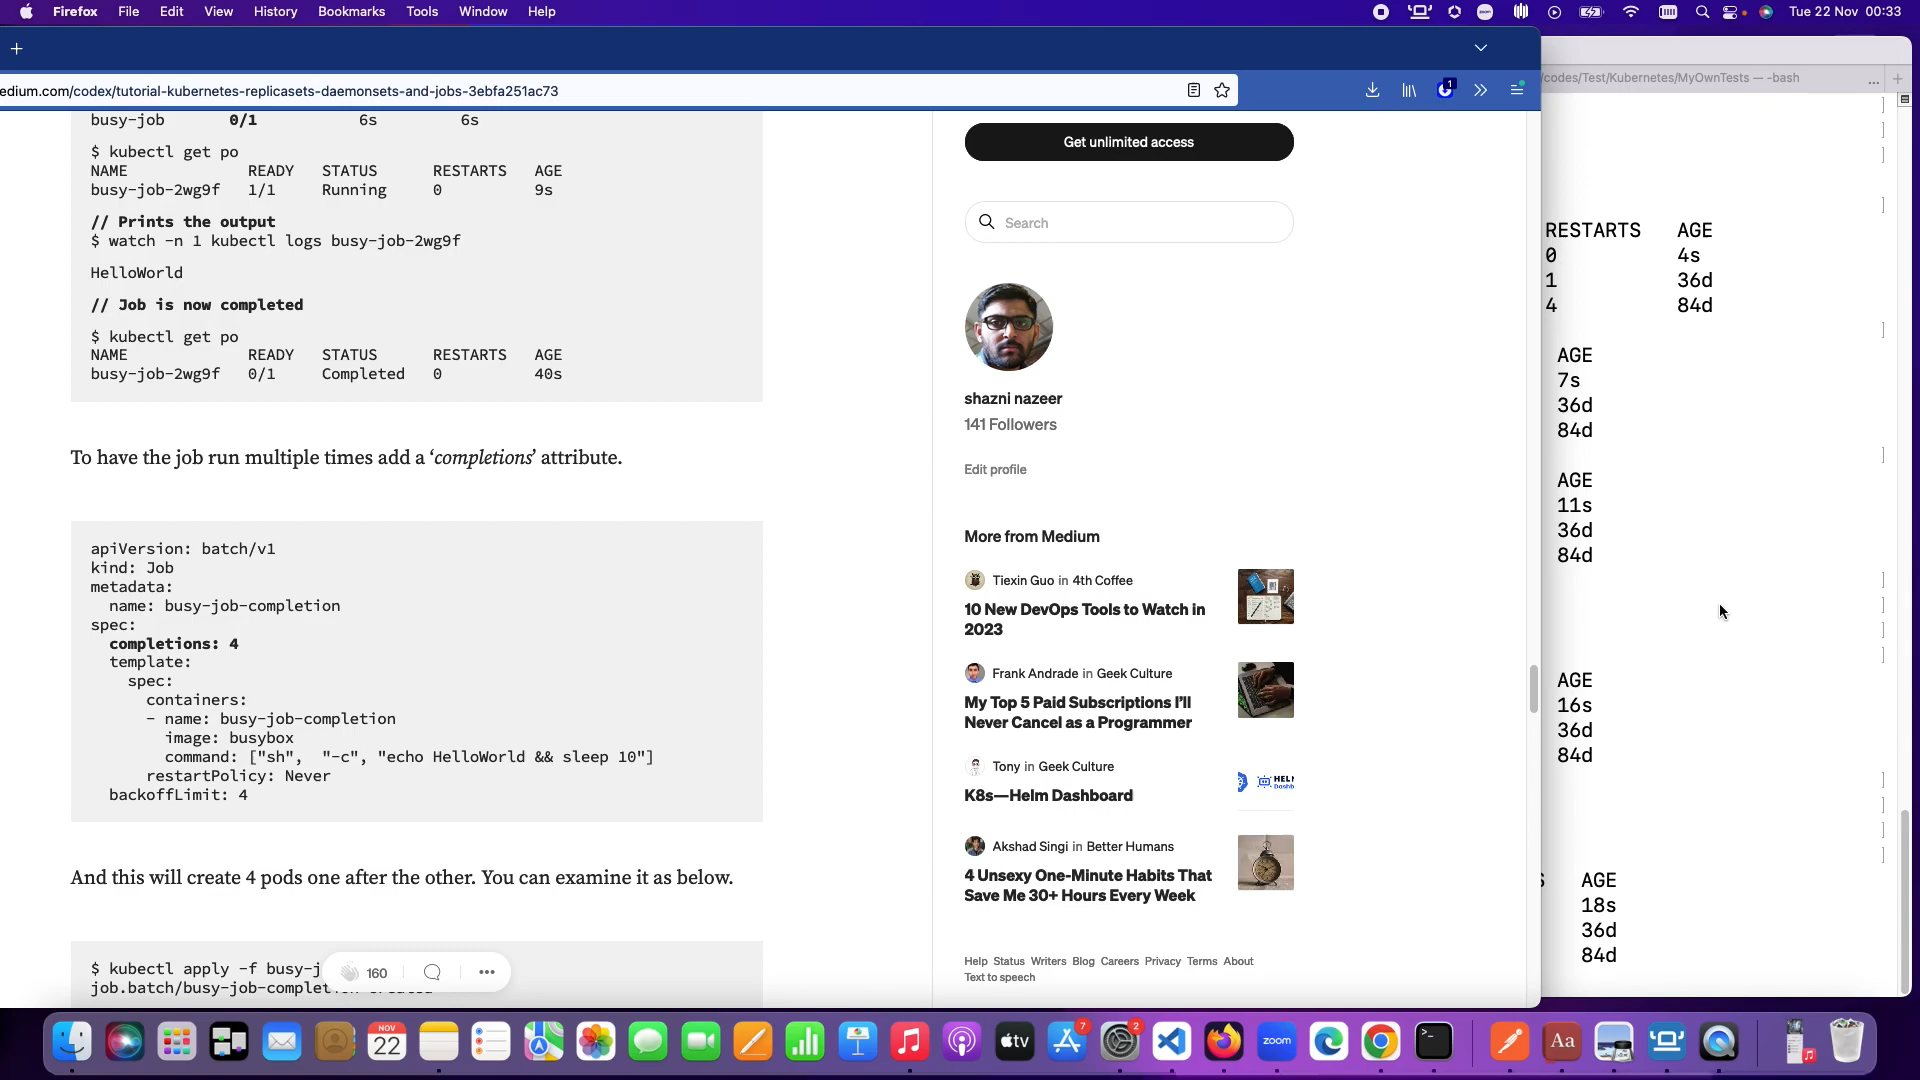 Firefox File Edit View History Bookmarks Tools Window Help Tue 22 Nov 00:33
edium.com/codex/tutorial-kubernetes-replicasets-daemonsets-and-jobs-3ebfa251ac73
1
busy-job 0/1 6s 6s
$ kubectl get po
NAME READY STATUS RESTARTS AGE
busy-job-2wg9f 1/1 Running 0 9s
// Prints the output
$ watch -n 1 kubectl logs busy-job-2wg9f
HelloWorld
// Job is now completed
$ kubectl get po
NAME READY STATUS RESTARTS AGE
busy-job-2wg9f 0/1 Completed 0 40s
To have the job run multiple times add a ‘completions’ attribute.
apiVersion: batch/v1
kind: Job
metadata:
name: busy-job-completion
spec:
completions: 4
template:
spec:
containers:
- name: busy-job-completion
image: busybox
command: ["sh", "-c", "echo HelloWorld && sleep 10"]
restartPolicy: Never
backoffLimit: 4
And this will create 4 pods one after the other. You can examine it as below.
$ kubectl apply -f busy-j
job.batch/busy-job-complet
160
Get unlimited access
Search
shazni nazeer
141 Followers
Edit profile
More from Medium
Tiexin Guo in 4th Coffee
10 New DevOps Tools to Watch in
2023
Frank Andrade in Geek Culture
My Top 5 Paid Subscriptions I’ll
Never Cancel as a Programmer
Tony in Geek Culture
K8s—Helm Dashboard
Akshad Singi in Better Humans
4 Unsexy One-Minute Habits That
Save Me 30+ Hours Every Week
Help Status Writers Blog Careers Privacy Terms About
Text to speech
/codes/Test/Kubernetes/MyOwnTests — -bash
RESTARTS AGE
0 4s
1 36d
4 84d
AGE
7s
36d
84d
AGE
11s
36d
84d
AGE
16s
36d
84d
S AGE
18s
36d
84d
NOV
22
tv
7
2
zoom
Aa